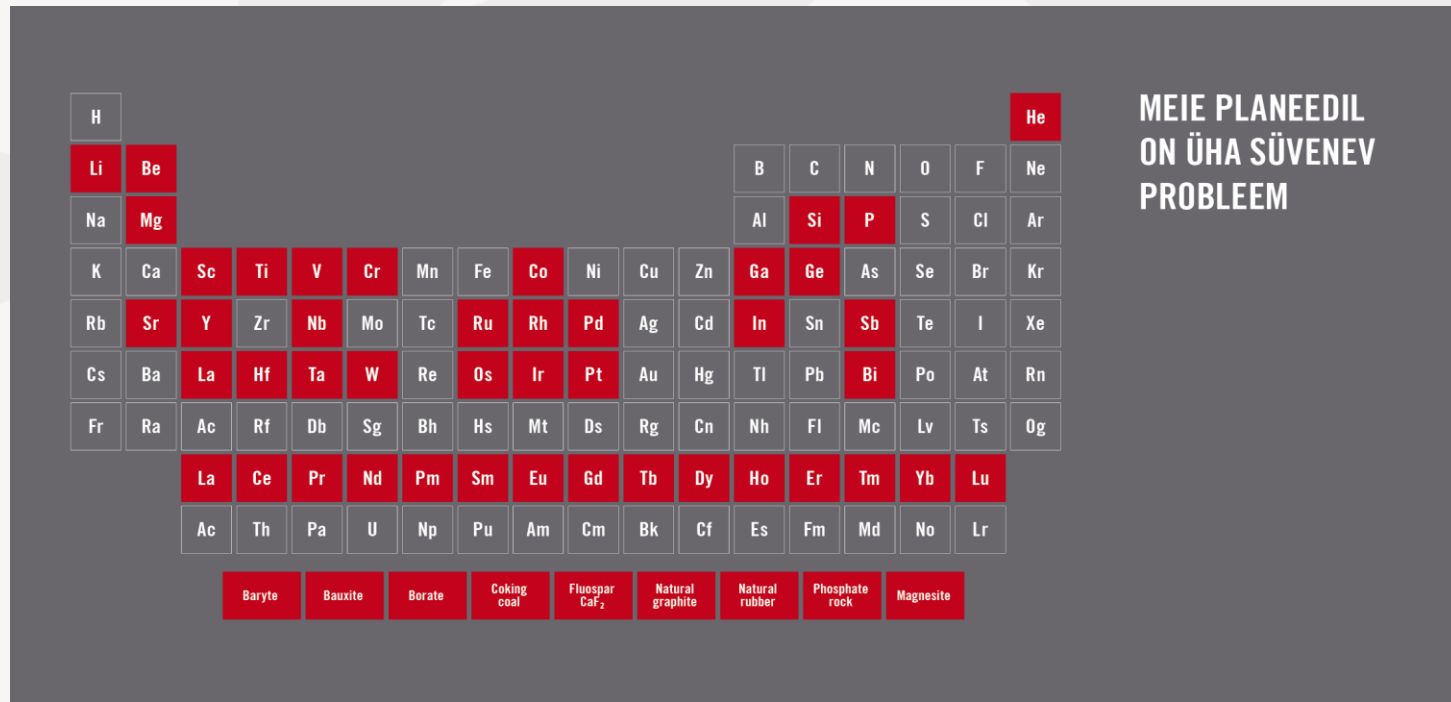 MEIE PLANEEDIL
ON ÜHA SÜVENEV
PROBLEEM
H He
Li Be B C N O F Ne
Na Mg Al Si P S Cl Ar
K Ca Sc Ti V Cr Mn Fe Co Ni Cu Zn Ga Ge As Se Br Kr
Rb Sr Y Zr Nb Mo Tc Ru Rh Pd Ag Cd In Sn Sb Te I Xe
Cs Ba La Hf Ta W Re Os Ir Pt Au Hg Tl Pb Bi Po At Rn
Fr Ra Ac Rf Db Sg Bh Hs Mt Ds Rg Cn Nh Fl Mc Lv Ts Og
La Ce Pr Nd Pm Sm Eu Gd Tb Dy Ho Er Tm Yb Lu
Ac Th Pa U Np Pu Am Cm Bk Cf Es Fm Md No Lr
Baryte
Bauxite
Borate
Coking
coal
Fluospar
CaF₂
Natural
graphite
Natural
rubber
Phosphate
rock
Magnesite